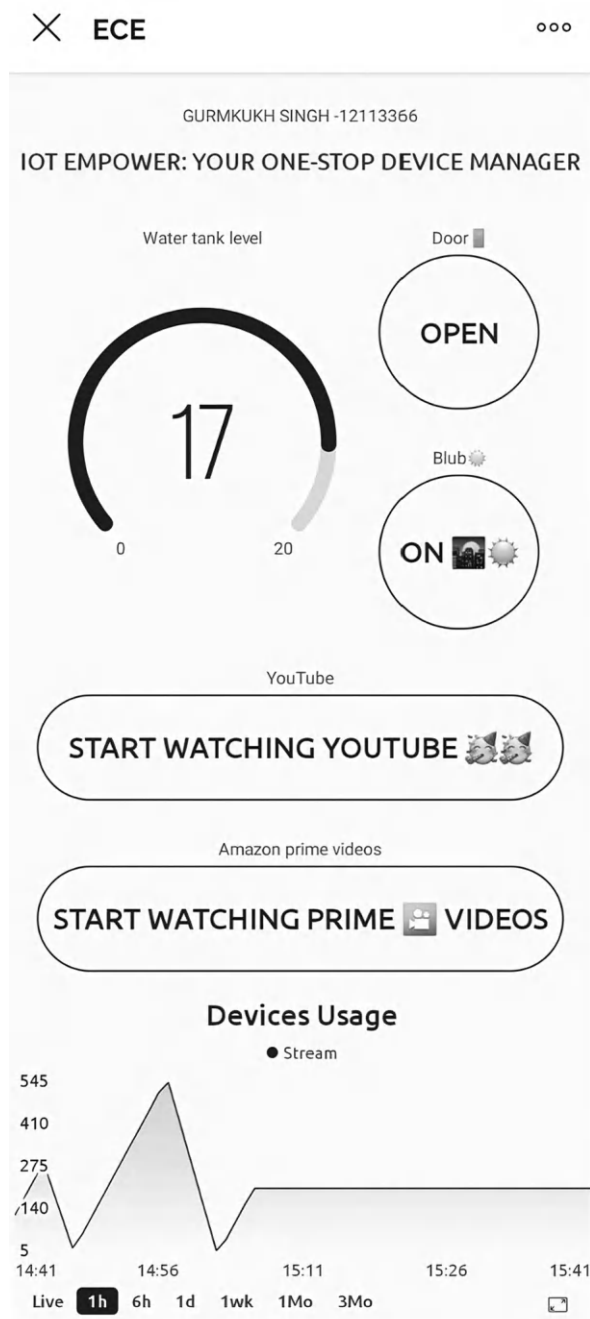 ECE
GURMKUKH SINGH -12113366
IOT EMPOWER: YOUR ONE-STOP DEVICE MANAGER
Water tank level
Door
17
OPEN
0
20
Blub
ON
YouTube
START WATCHING YOUTUBE
Amazon prime videos
START WATCHING PRIME VIDEOS
Devices Usage
Stream
545
410
275
140
5
14:41 14:56 15:11 15:26 15:41
Live 1h 6h 1d 1wk 1Mo 3Mo